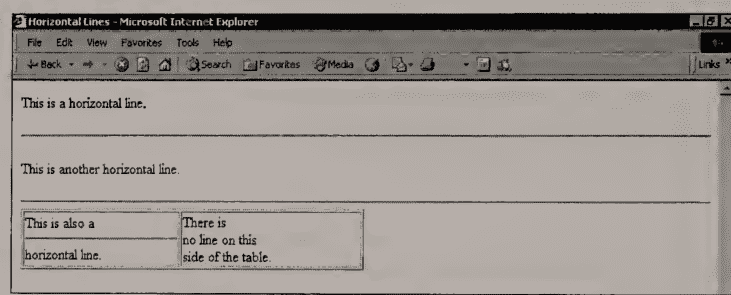 Horizontal Lines - Microsoft Internet Explorer
File Edit View Favorites Tools Help
Back Search Favorites Media Links »
This is a horizontal line.
This is another horizontal line.
This is also a
horizontal line.
There is
no line on this
side of the table.